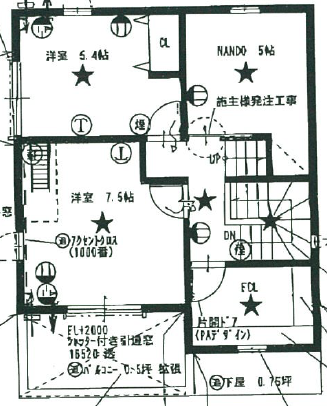 洋室 5.4帖
CL
NANDO 5帖
煙
施主様発注工事
UP
洋室 7.5帖
DN
煙
追 アクセントクロス
(1000番)
FCL
片開ドア
(PAデザイン)
FL+2000
シャッター付き引違窓
16520 透
追 バルコニー 0.5坪 拡張
追 下屋 0.75坪
窓